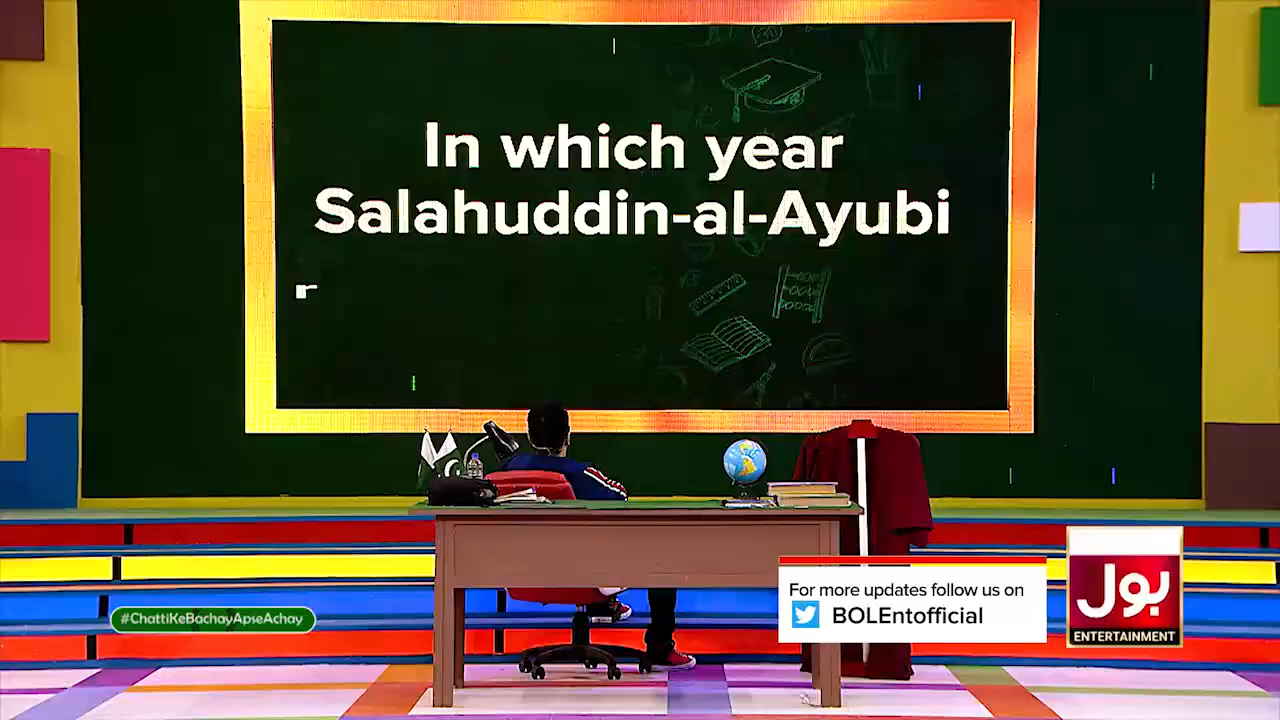 In which year
Salahuddin-al-Ayubi
#ChattiKeBachayApseAchay
For more updates follow us on
BOLEntofficial
بول
ENTERTAINMENT